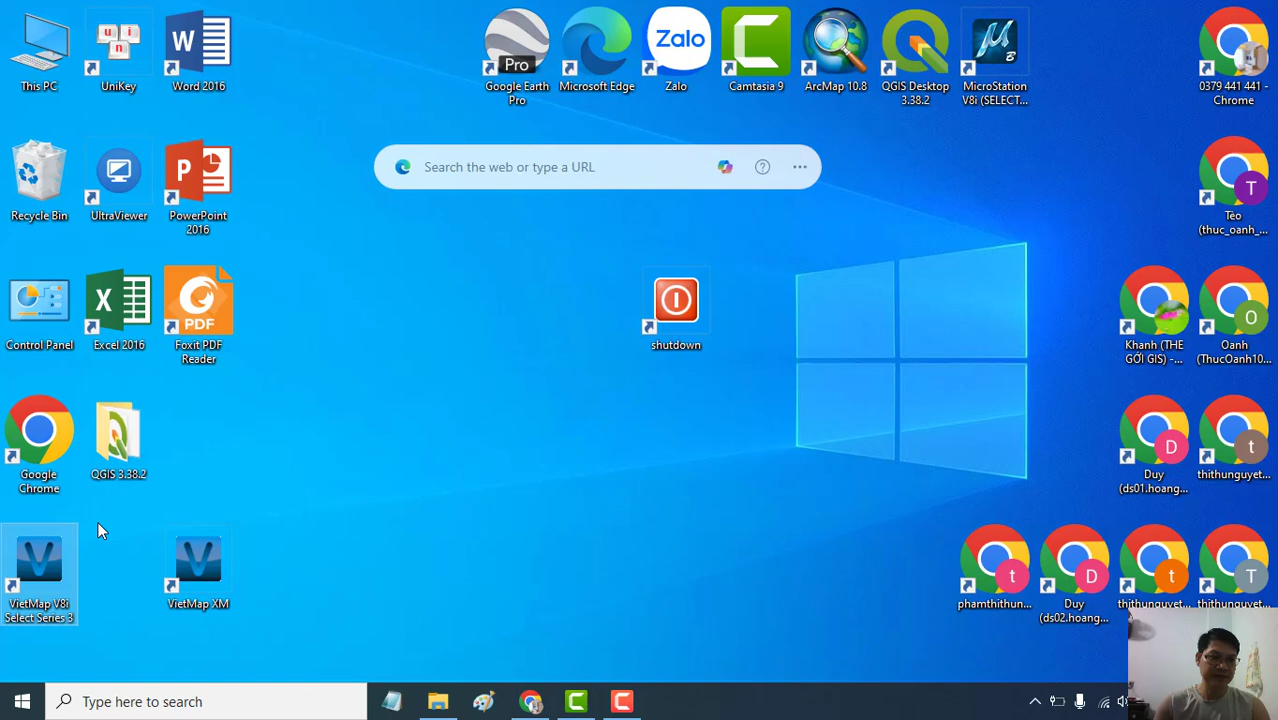 This PC
UniKey
Word 2016
Pro
Google Earth
Pro
Microsoft Edge
Zalo
Zalo
Camtasia 9
ArcMap 10.8
QGIS Desktop
3.38.2
MicroStation
V8i (SELECT...
0379 441 441 -
Chrome
Search the web or type a URL
Recycle Bin
UltraViewer
PowerPoint
2016
T
Tèo
(thuc_oanh_...
Control Panel
Excel 2016
PDF
Foxit PDF
Reader
shutdown
Khanh (THE
GỚI GIS) -...
O
Oanh
(ThucOanh10...
Google
Chrome
QGIS 3.38.2
D
Duy
(ds01.hoang...
t
thithunguyet...
VietMap V8i
Select Series 3
VietMap XM
t
phamthithun...
D
Duy
(ds02.hoang...
t
thithunguyet...
T
thithunguyet...
Type here to search